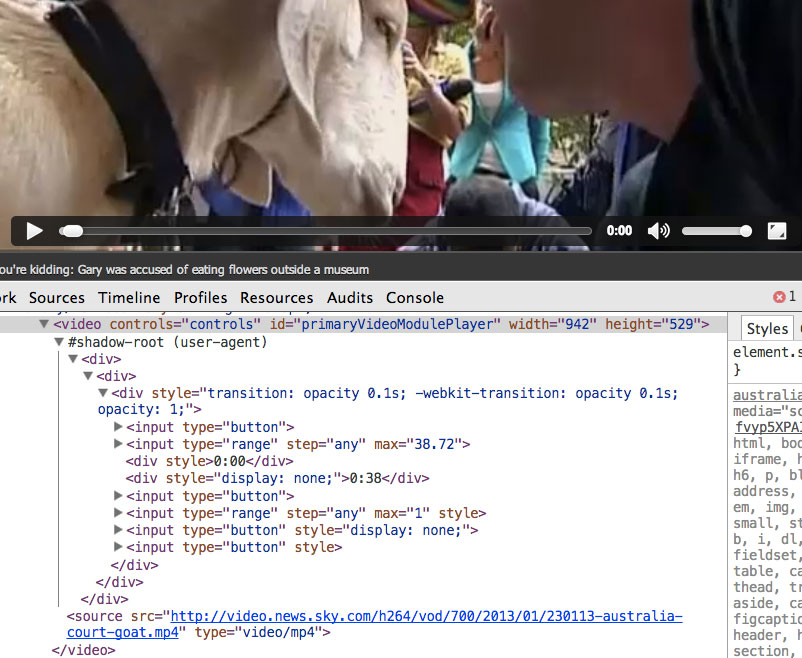 0:00
ou're kidding: Gary was accused of eating flowers outside a museum
rk Sources Timeline Profiles Resources Audits Console 1
<video controls="controls" id="primaryVideoModulePlayer" width="942" height="529">
#shadow-root (user-agent)
<div>
<div>
<div style="transition: opacity 0.1s; -webkit-transition: opacity 0.1s;
opacity: 1;">
<input type="button">
<input type="range" step="any" max="38.72">
<div style>0:00</div>
<div style="display: none;">0:38</div>
<input type="button">
<input type="range" step="any" max="1" style>
<input type="button" style="display: none;">
<input type="button" style>
</div>
</div>
</div>
<source src="http://video.news.sky.com/h264/vod/700/2013/01/230113-australia-
court-goat.mp4" type="video/mp4">
</video>
Styles
element.s
}
australia
media="sc
fvyp5XPAI
html, bod
iframe, h
h6, p, bl
address,
em, img,
small, st
b, i, dl,
fieldset,
table, ca
thead, tr
aside, ca
figcaptio
header, h
section,